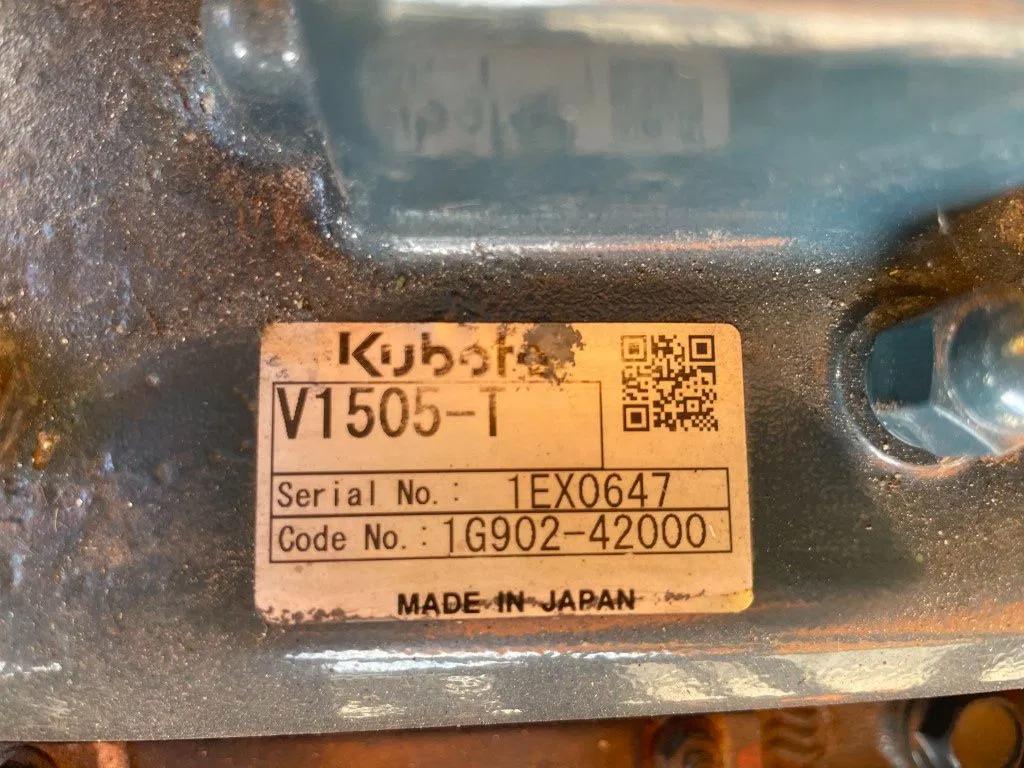 Kubota
V1505-T
Serial No.: 1EX0647
Code No.: 1G902-42000
MADE IN JAPAN